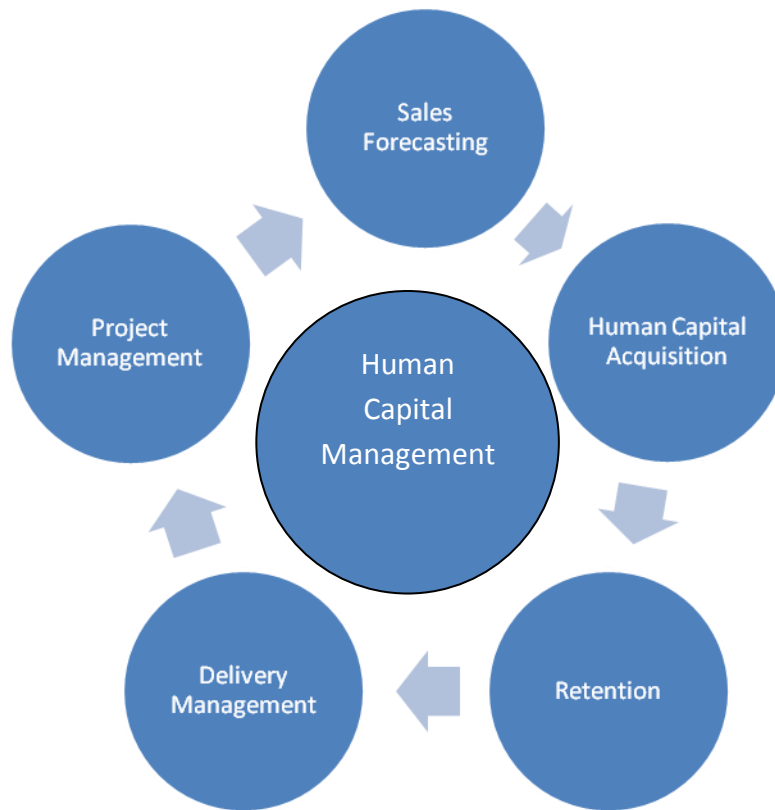 Sales
Forecasting
Human Capital
Acquisition
Retention
Delivery
Management
Project
Management
Human
Capital
Management